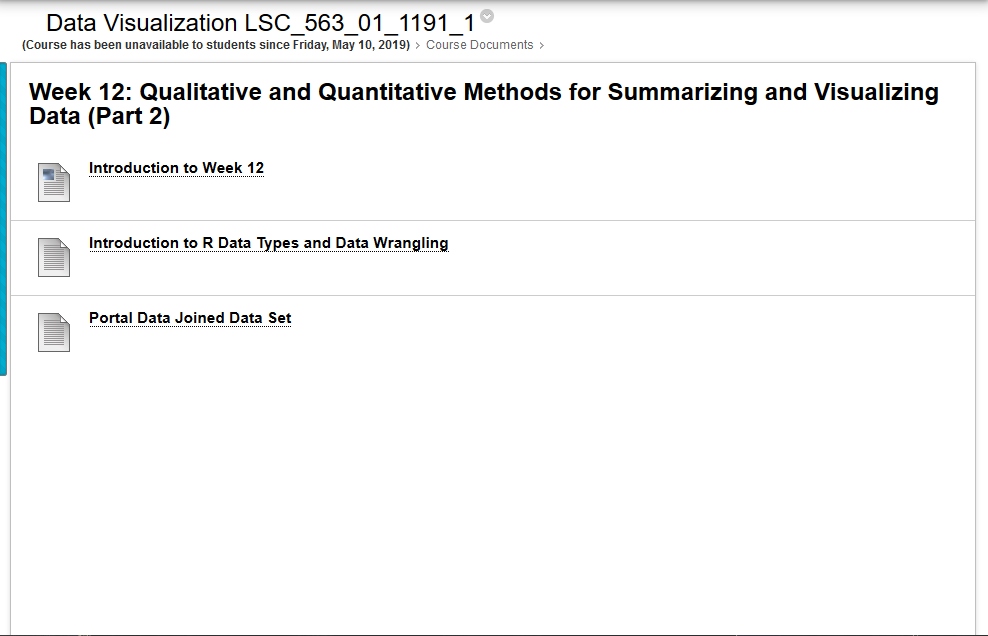 Data Visualization LSC_563_01_1191_1
(Course has been unavailable to students since Friday, May 10, 2019) > Course Documents >
Week 12: Qualitative and Quantitative Methods for Summarizing and Visualizing
Data (Part 2)
Introduction to Week 12
Introduction to R Data Types and Data Wrangling
Portal Data Joined Data Set